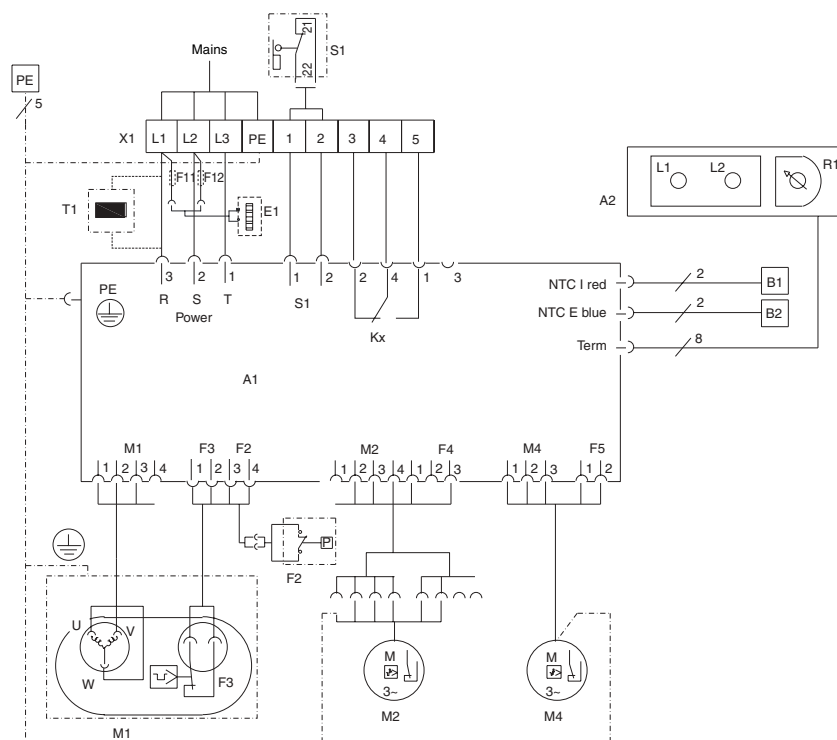 Mains
S1
21
22
PE
5
X1 L1 L2 L3 PE 1 2 3 4 5
F11 F12
T1
E1
A2
L1 L2
R1
3 2 1 1 2 2 4 1 3
PE
R S T
Power
S1
Kx
NTC I red
2
B1
NTC E blue
2
B2
Term
8
A1
M1 F3 F2 M2 F4 M4 F5
1 2 3 4 1 2 3 4 1 2 3 4 1 2 3 1 2 3 1 2
P
F2
U V
W
F3
M1
M
3~
M2
M
3~
M4